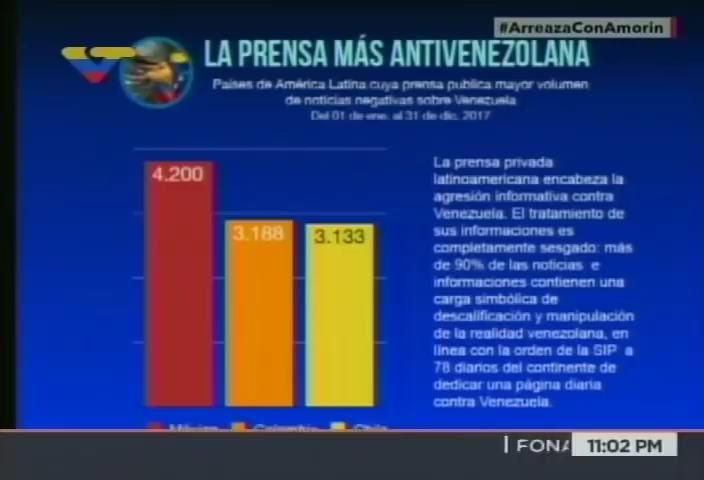 #ArreazaConAmorin
LA PRENSA MÁS ANTIVENEZOLANA
Países de América Latina cuya prensa publica mayor volumen
de noticias negativas sobre Venezuela
Del 01 de ene. al 31 de dic. 2017
4.200
3.188
3.133
La prensa privada
latinoamericana encabeza la
agresión informativa contra
Venezuela. El tratamiento de
sus informaciones es
completamente sesgado: más
de 90% de las noticias e
informaciones contienen una
carga simbólica de
descalificación y manipulación
de la realidad venezolana, en
línea con la orden de la SIP a
78 diarios del continente de
dedicar una página diaria
contra Venezuela.
México Colombia Chile
FONA
11:02 PM